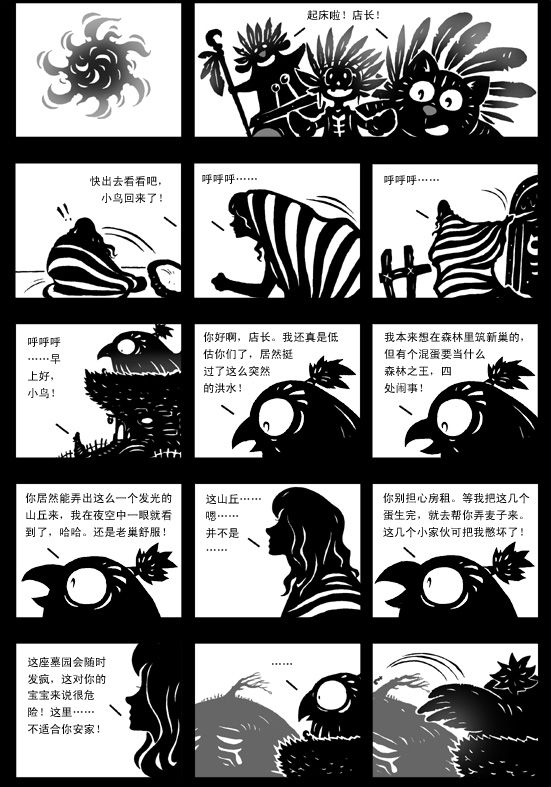 起床啦！店长！
快出去看看吧，
小鸟回来了！
呼呼呼……
呼呼呼……
呼呼呼
……早
上好，
小鸟！
你好啊，店长。我还真是低
估你们了，居然挺
过了这么突然
的洪水！
我本来想在森林里筑新巢的，
但有个混蛋要当什么
森林之王，四
处闹事！
你居然能弄出这么一个发光的
山丘来，我在夜空中一眼就看
到了，哈哈。还是老巢舒服！
这山丘……
嗯……
并不是
……
你别担心房租。等我把这几个
蛋生完，就去帮你弄麦子来。
这几个小家伙可把我憋坏了！
这座墓园会随时
发疯，这对你的
宝宝来说很危
险！这里……
不适合你安家！
……